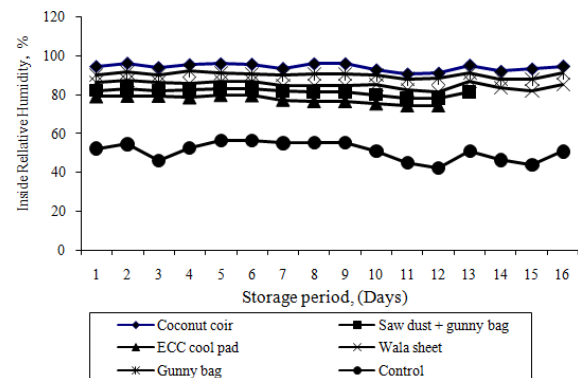 Inside Rellative Humidity, %
120
100
80
60
40
20
0
1 2 3 4 5 6 7 8 9 10 11 12 13 14 15 16
Storage period, (Days)
Coconut coir
Saw dust + gunny bag
ECC cool pad
Wala sheet
Gunny bag
Control